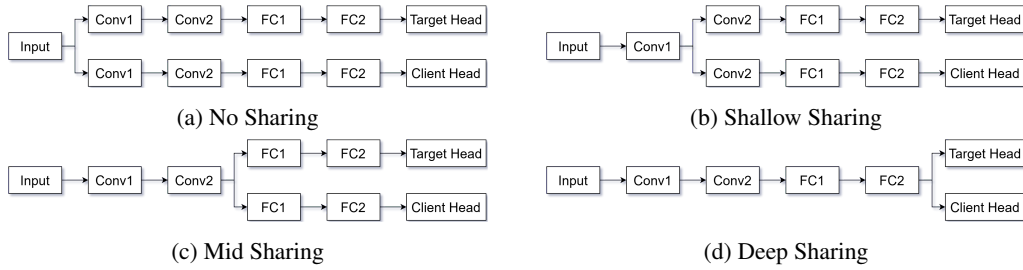 Input Conv1 Conv2 FC1 FC2 Target Head
Conv1 Conv2 FC1 FC2 Client Head
(a) No Sharing
Input Conv1 Conv2 FC1 FC2 Target Head
Conv2 FC1 FC2 Client Head
(b) Shallow Sharing
Input Conv1 Conv2 FC1 FC2 Target Head
FC1 FC2 Client Head
(c) Mid Sharing
Input Conv1 Conv2 FC1 FC2 Target Head
Client Head
(d) Deep Sharing